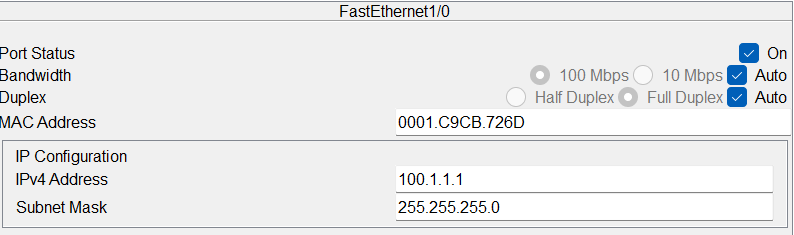 FastEthernet1/0
Port Status On
Bandwidth 100 Mbps 10 Mbps Auto
Duplex Half Duplex Full Duplex Auto
MAC Address 0001.C9CB.726D
IP Configuration
IPv4 Address 100.1.1.1
Subnet Mask 255.255.255.0